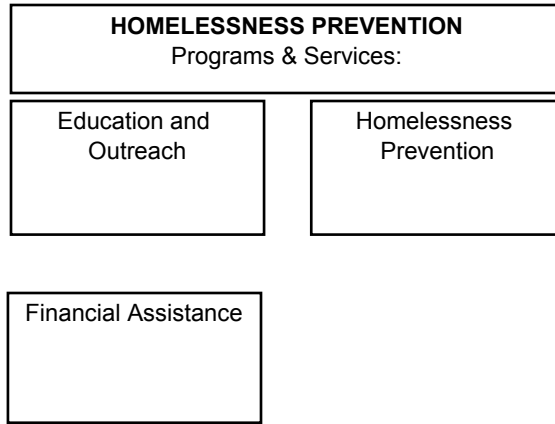 HOMELESSNESS PREVENTION
Programs & Services:
Education and
Outreach
Homelessness
Prevention
Financial Assistance